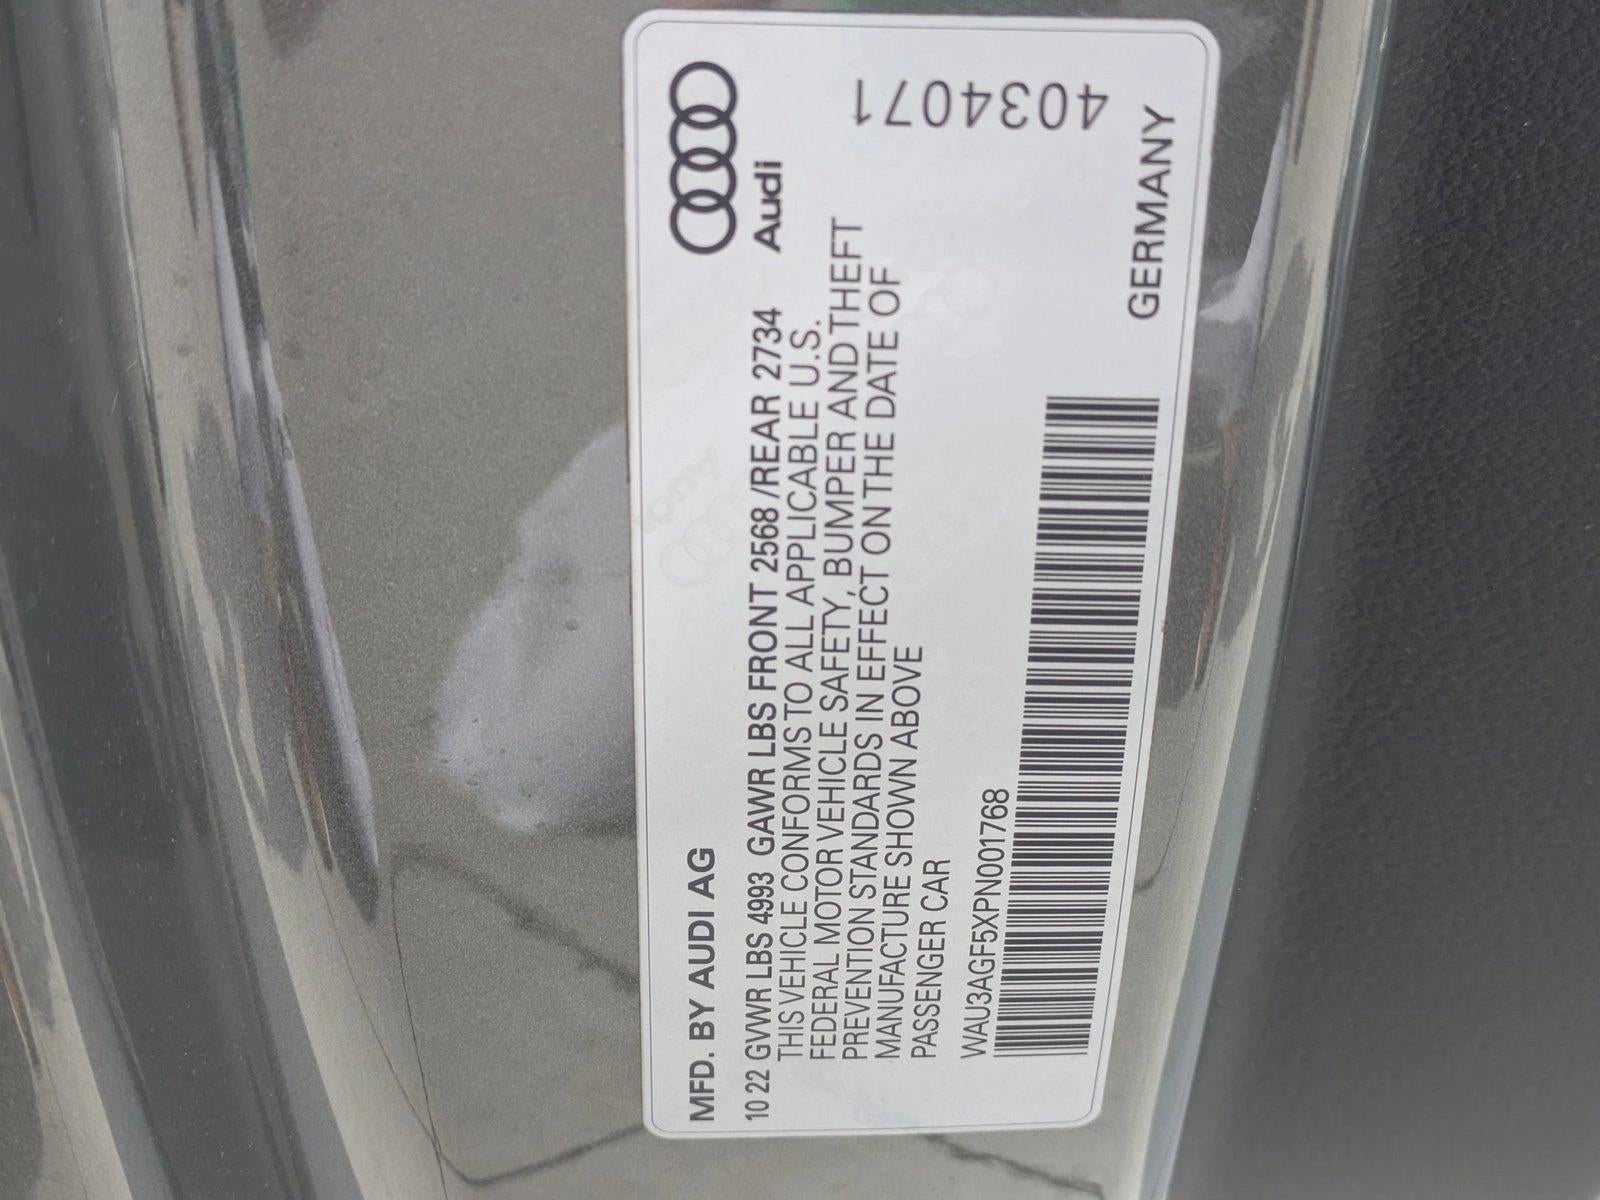 MFD. BY AUDI AG
Audi
10 22 GVWR LBS 4993 GAWR LBS FRONT 2568 /REAR 2734
THIS VEHICLE CONFORMS TO ALL APPLICABLE U.S.
FEDERAL MOTOR VEHICLE SAFETY, BUMPER AND THEFT
PREVENTION STANDARDS IN EFFECT ON THE DATE OF
MANUFACTURE SHOWN ABOVE
PASSENGER CAR
4034071
WAU3AGF5XPN001768
GERMANY